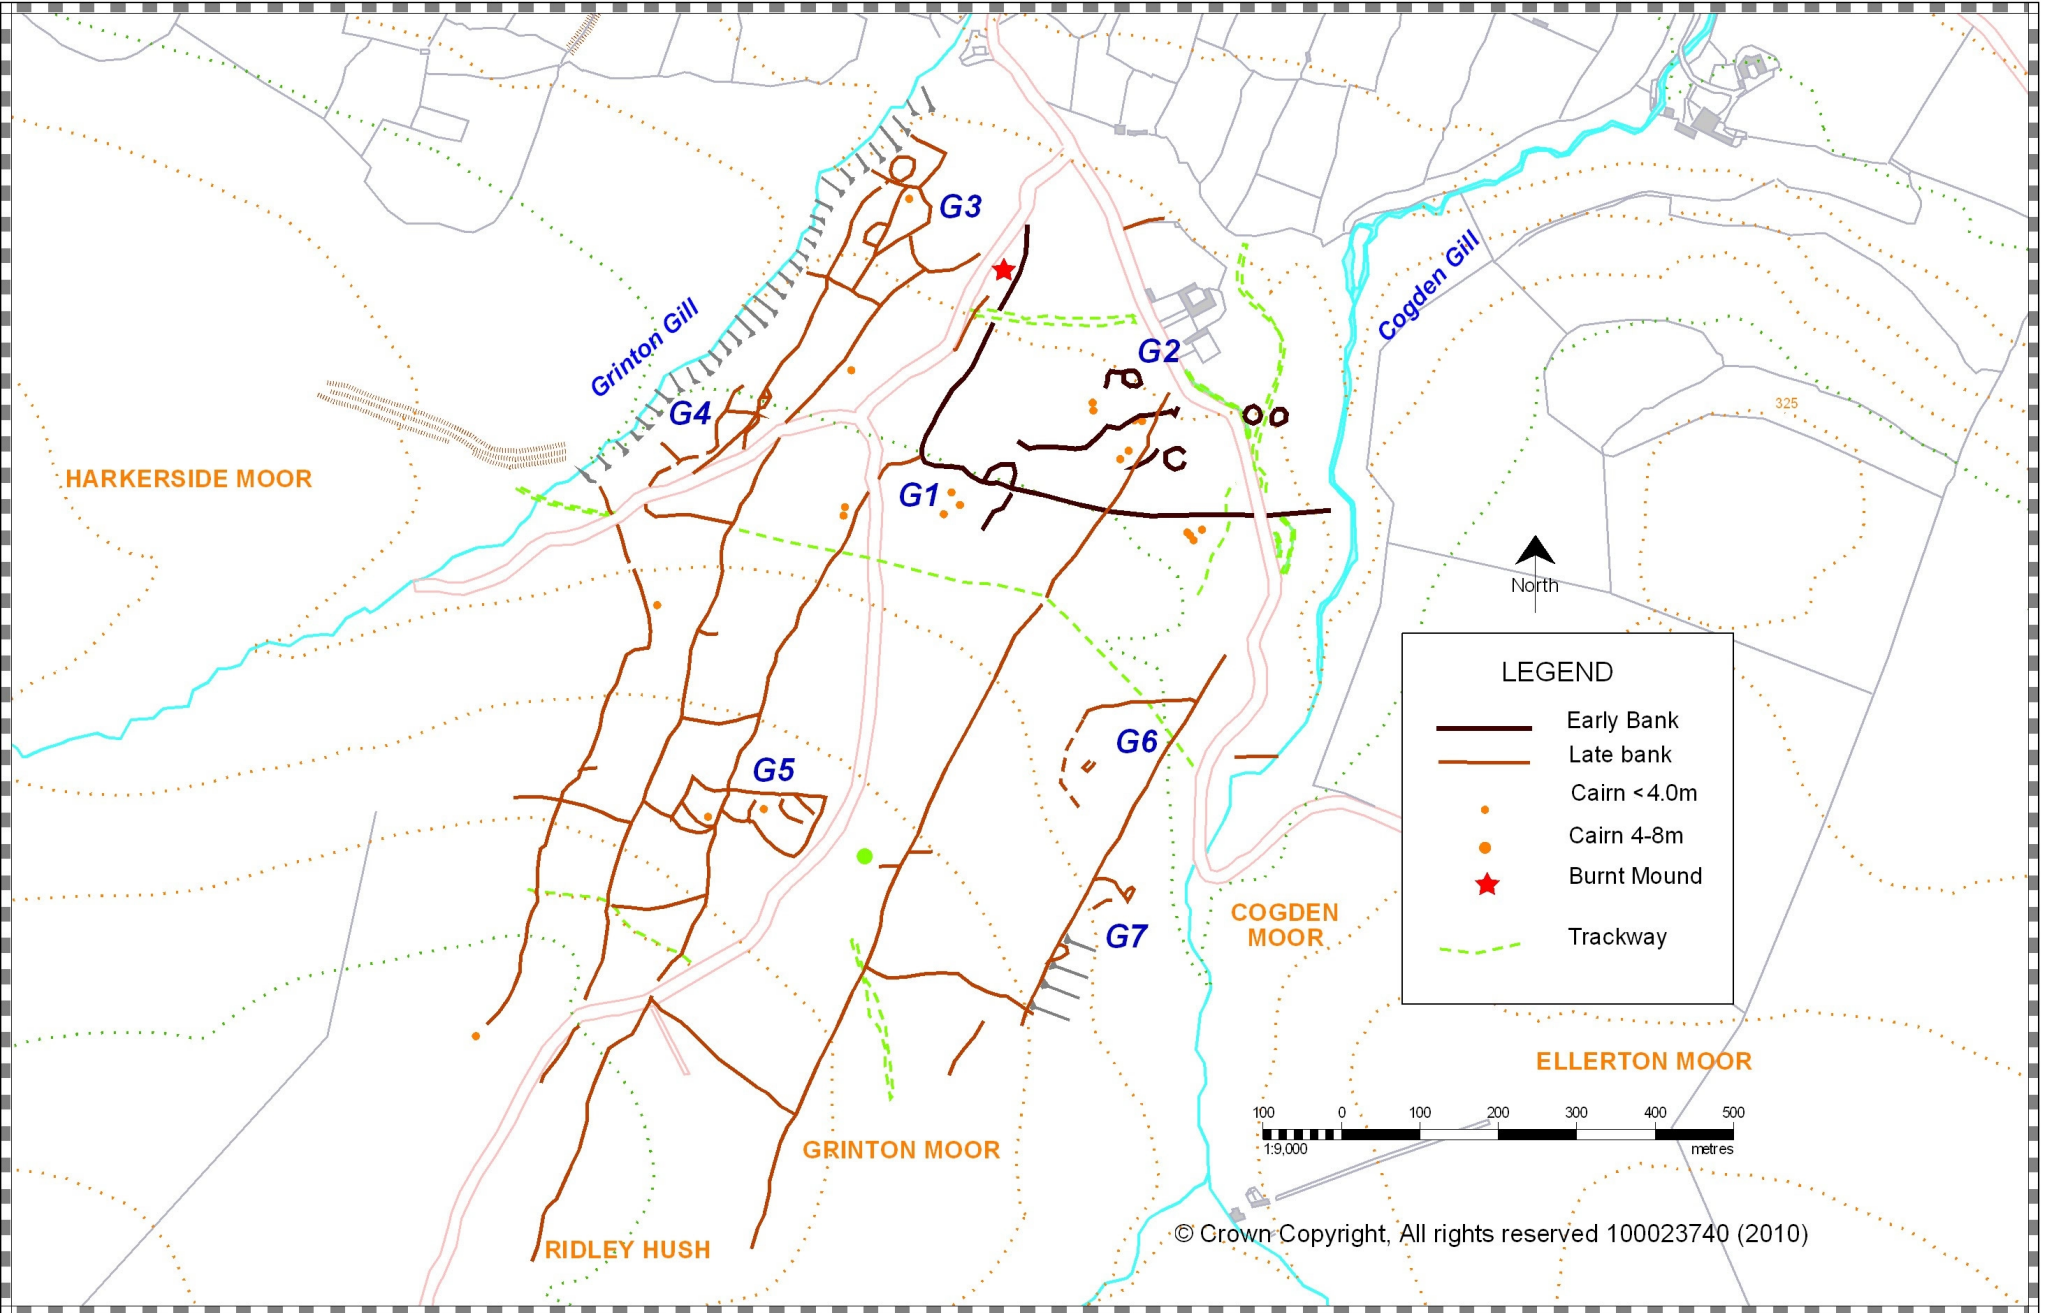 G3
Grinton Gill
Cogden Gill
G2
G4
325
HARKERSIDE MOOR
G1
North
LEGEND
Early Bank
Late bank
Cairn <4.0m
Cairn 4-8m
Burnt Mound
Trackway
G6
G5
COGDEN
MOOR
G7
ELLERTON MOOR
100 0 100 200 300 400 500
1:9,000 metres
GRINTON MOOR
© Crown Copyright, All rights reserved 100023740 (2010)
RIDLEY HUSH